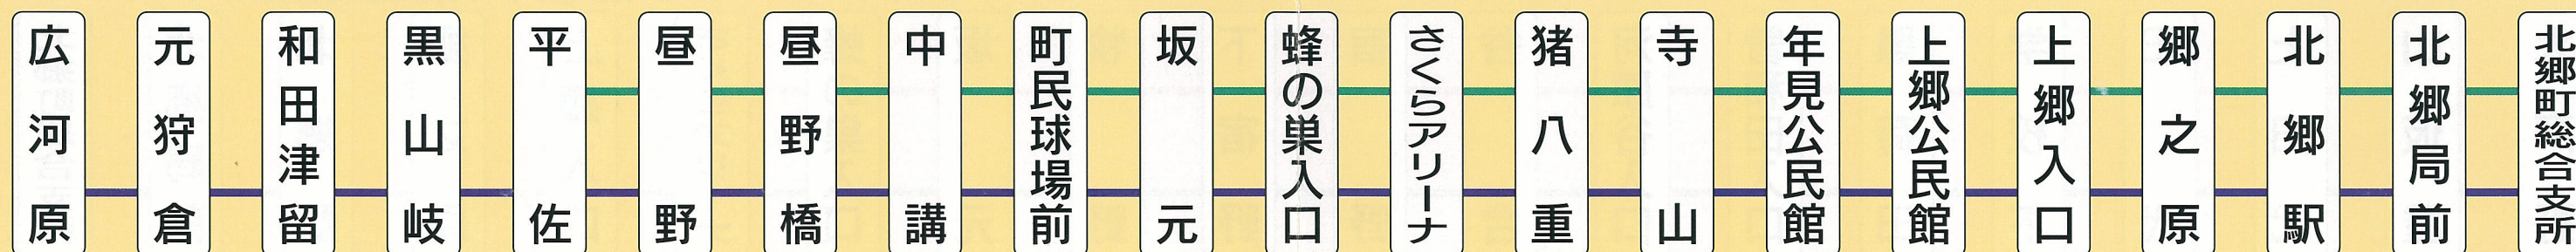 広河原
元狩倉
和田津留
黒山岐
平佐
昼野
昼野橋
中講
町民球場前
坂元
蜂の巣入口
さくらアリーナ
猪八重
寺山
年見公民館
上郷公民館
上郷入口
郷之原
北郷駅
北郷局前
北郷町総合支所